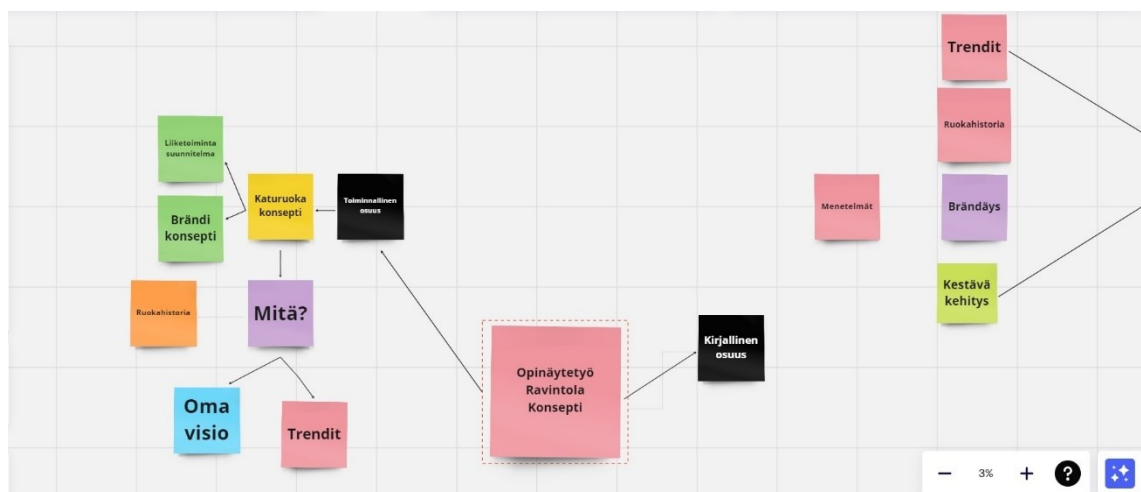 Trendit
Ruokahistoria
Brändäys
Kestävä
kehitys
Menetelmät
Liiketoiminta
suunnitelma
Brändi
konsepti
Katuruoka
konsepti
Toiminnallinen
osuus
Ruokahistoria
Mitä?
Oma
visio
Trendit
Opinäytetyö
Ravintola
Konsepti
Kirjallinen
osuus
3%
?